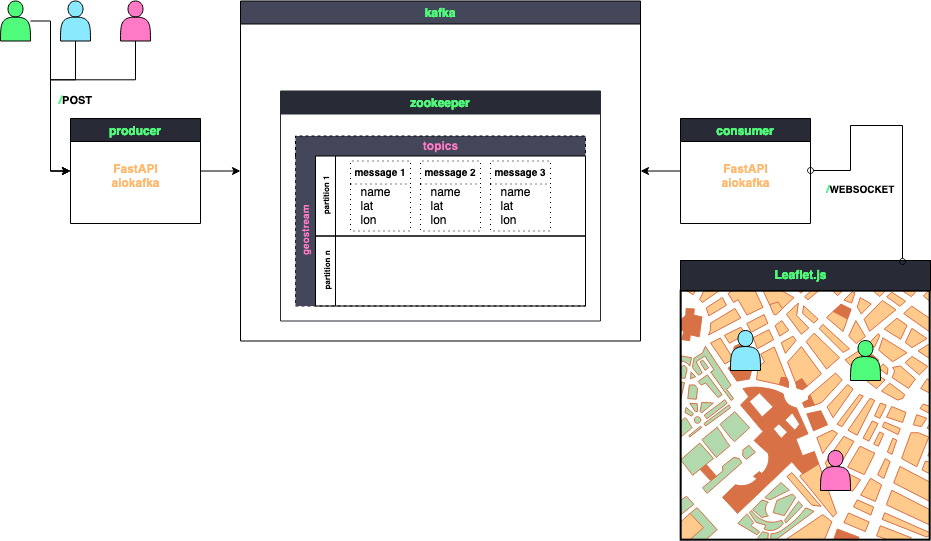 kafka
/POST
zookeeper
producer
consumer
topics
FastAPI
aiokafka
geostream
partition 1
message 1
message 2
message 3
name
lat
lon
name
lat
lon
name
lat
lon
FastAPI
aiokafka
/WEBSOCKET
partition n
Leaflet.js